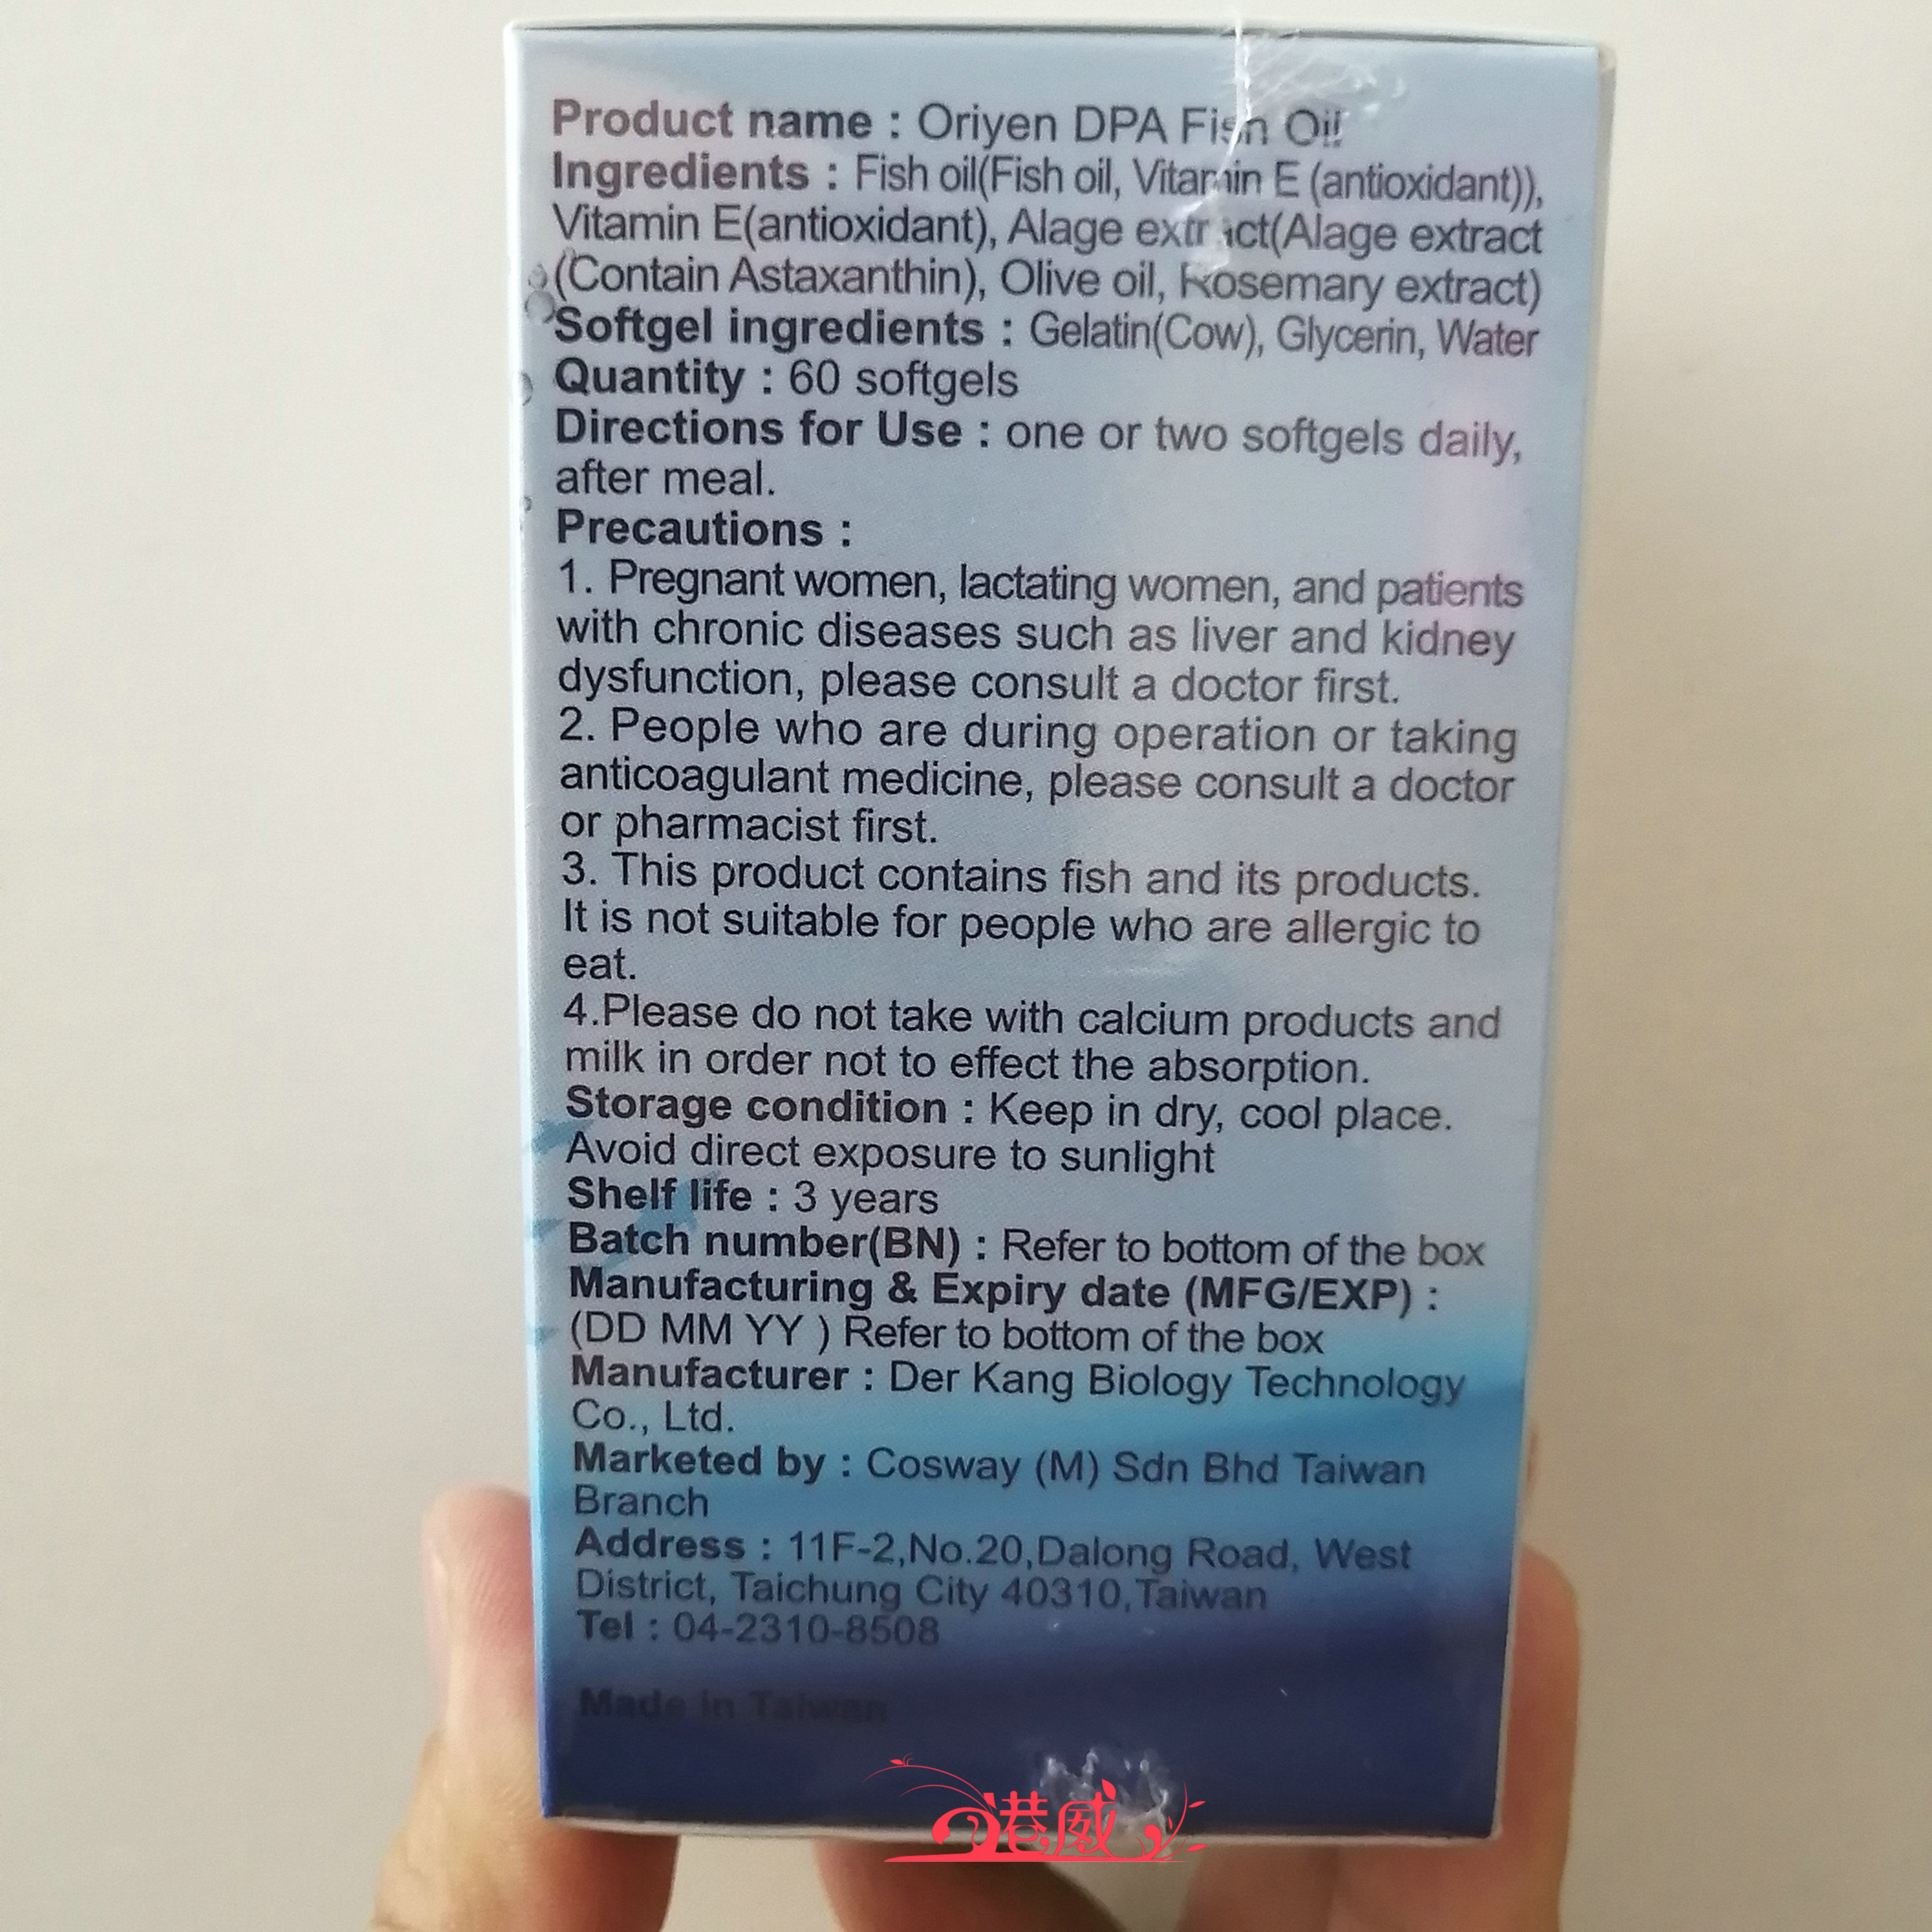 Product name : Oriyen DPA Fish Oil
Ingredients : Fish oil(Fish oil, Vitamin E (antioxidant)),
Vitamin E(antioxidant), Alage extract(Alage extract
(Contain Astaxanthin), Olive oil, Rosemary extract)
Softgel ingredients : Gelatin(Cow), Glycerin, Water
Quantity : 60 softgels
Directions for Use : one or two softgels daily,
after meal.
Precautions :
1. Pregnant women, lactating women, and patients
with chronic diseases such as liver and kidney
dysfunction, please consult a doctor first.
2. People who are during operation or taking
anticoagulant medicine, please consult a doctor
or pharmacist first.
3. This product contains fish and its products.
It is not suitable for people who are allergic to
eat.
4.Please do not take with calcium products and
milk in order not to effect the absorption.
Storage condition : Keep in dry, cool place.
Avoid direct exposure to sunlight
Shelf life : 3 years
Batch number(BN) : Refer to bottom of the box
Manufacturing & Expiry date (MFG/EXP) :
(DD MM YY ) Refer to bottom of the box
Manufacturer : Der Kang Biology Technology
Co., Ltd.
Marketed by : Cosway (M) Sdn Bhd Taiwan
Branch
Address : 11F-2,No.20,Dalong Road, West
District, Taichung City 40310,Taiwan
Tel : 04-2310-8508
Made in Taiwan
港威